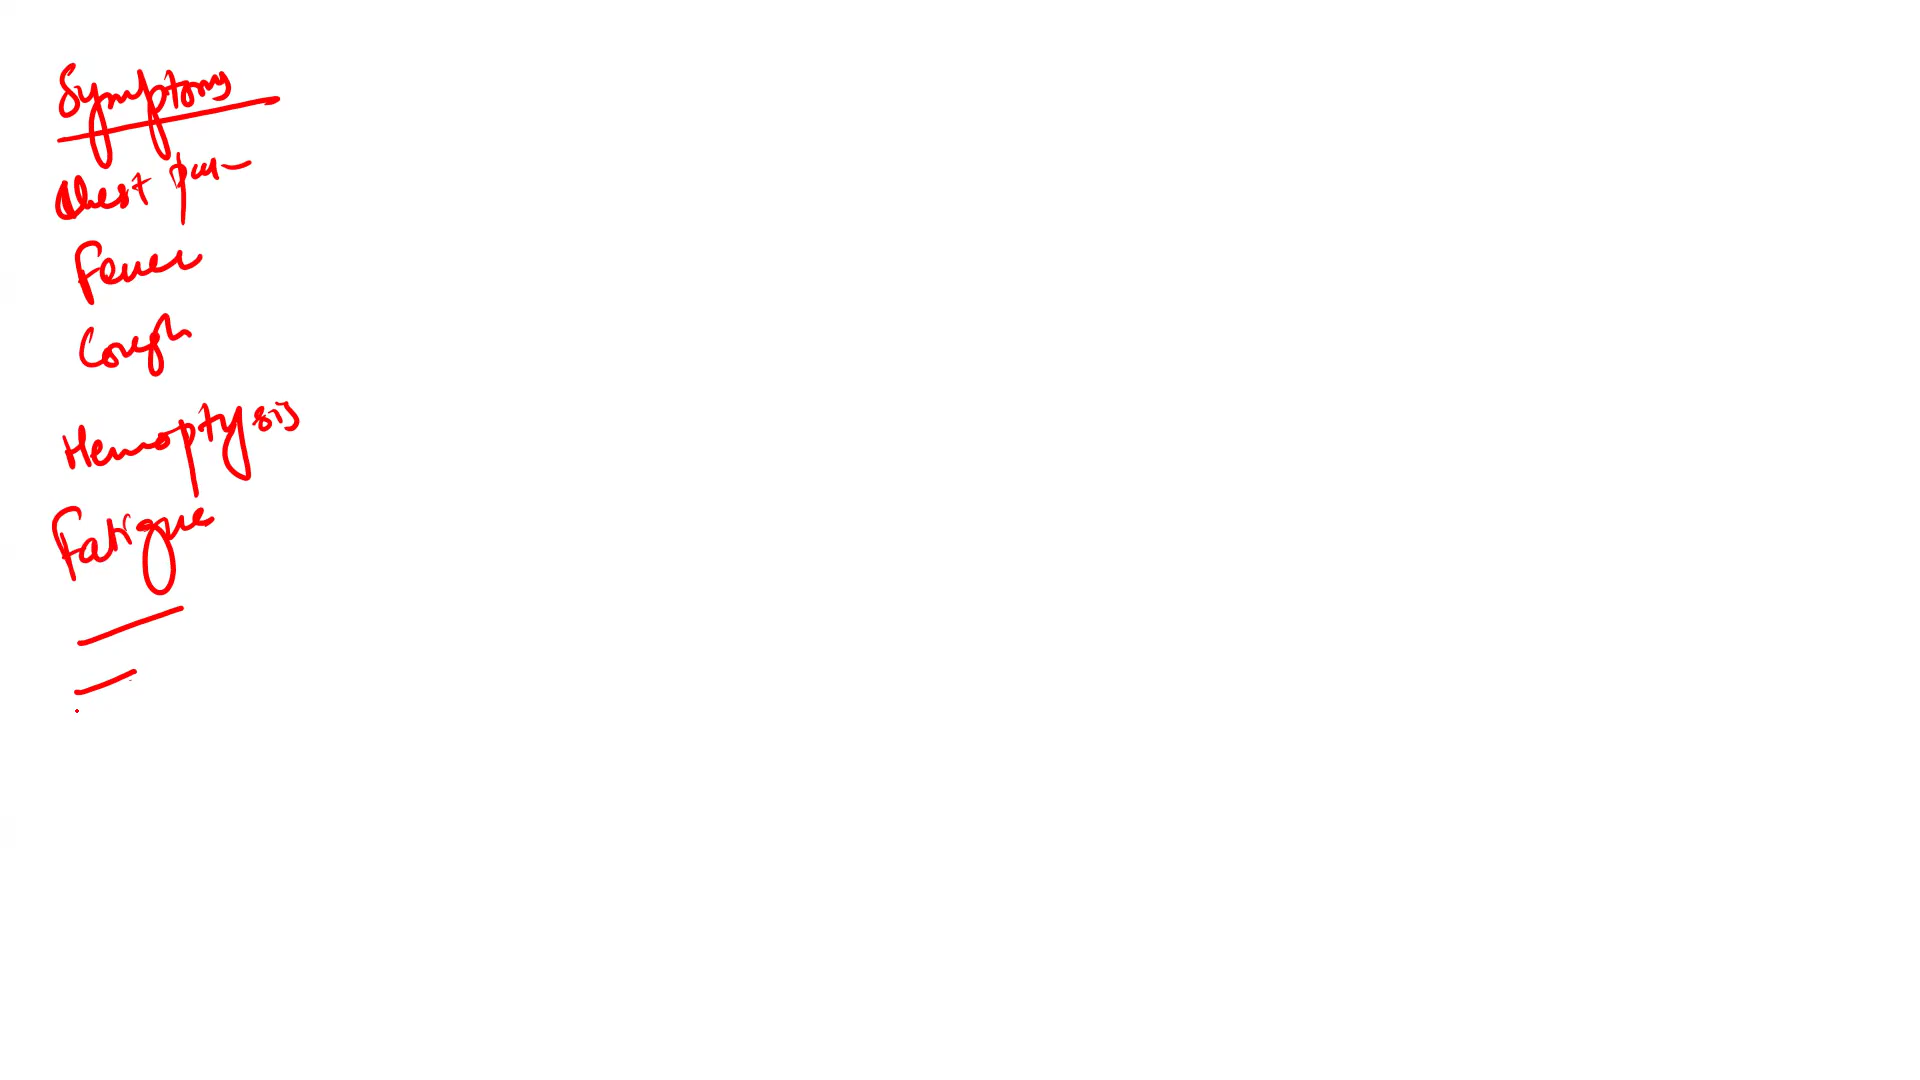 Symptoms
Chest pain
Fever
Cough
Hemoptysis
Fatigue